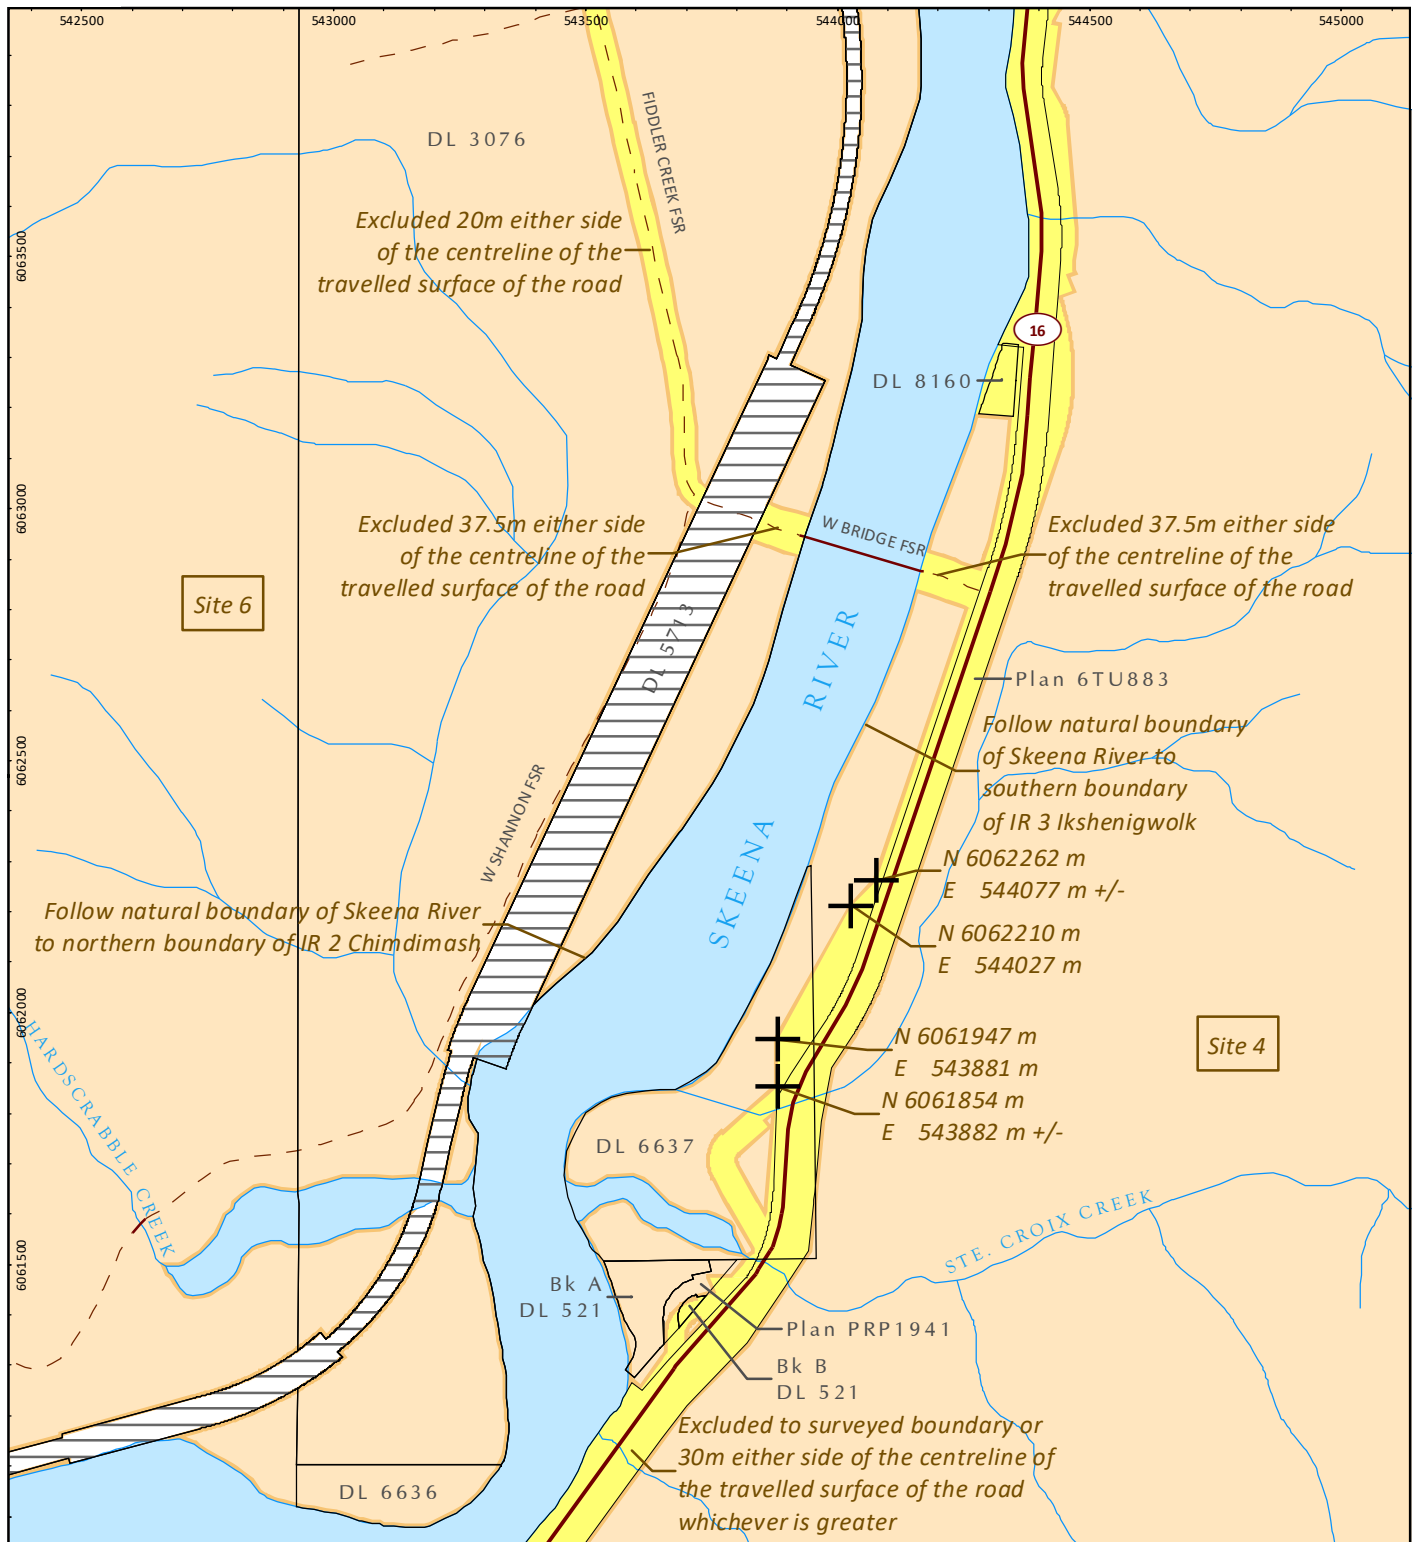 542500
543000
543500
544000
544500
545000
6063500
6063000
6062500
6062000
6061500
DL 3076
FIDDLER CREEK FSR
Excluded 20m either side
of the centreline of the
travelled surface of the road
16
DL 8160
Excluded 37.5m either side
of the centreline of the
travelled surface of the road
W BRIDGE FSR
Excluded 37.5m either side
of the centreline of the
travelled surface of the road
Site 6
DL 5713
SKEENA
RIVER
Plan 6TU883
Follow natural boundary
of Skeena River to
southern boundary
of IR 3 Ikshenigwolk
W SHANNON FSR
N 6062262 m
E 544077 m +/-
Follow natural boundary of Skeena River
to northern boundary of IR 2 Chimdimash
N 6062210 m
E 544027 m
HARDSCRABBLE CREEK
N 6061947 m
E 543881 m
Site 4
N 6061854 m
E 543882 m +/-
DL 6637
STE. CROIX CREEK
Bk A
DL 521
Plan PRP1941
Bk B
DL 521
Excluded to surveyed boundary or
30m either side of the centreline of
the travelled surface of the road
whichever is greater
DL 6636